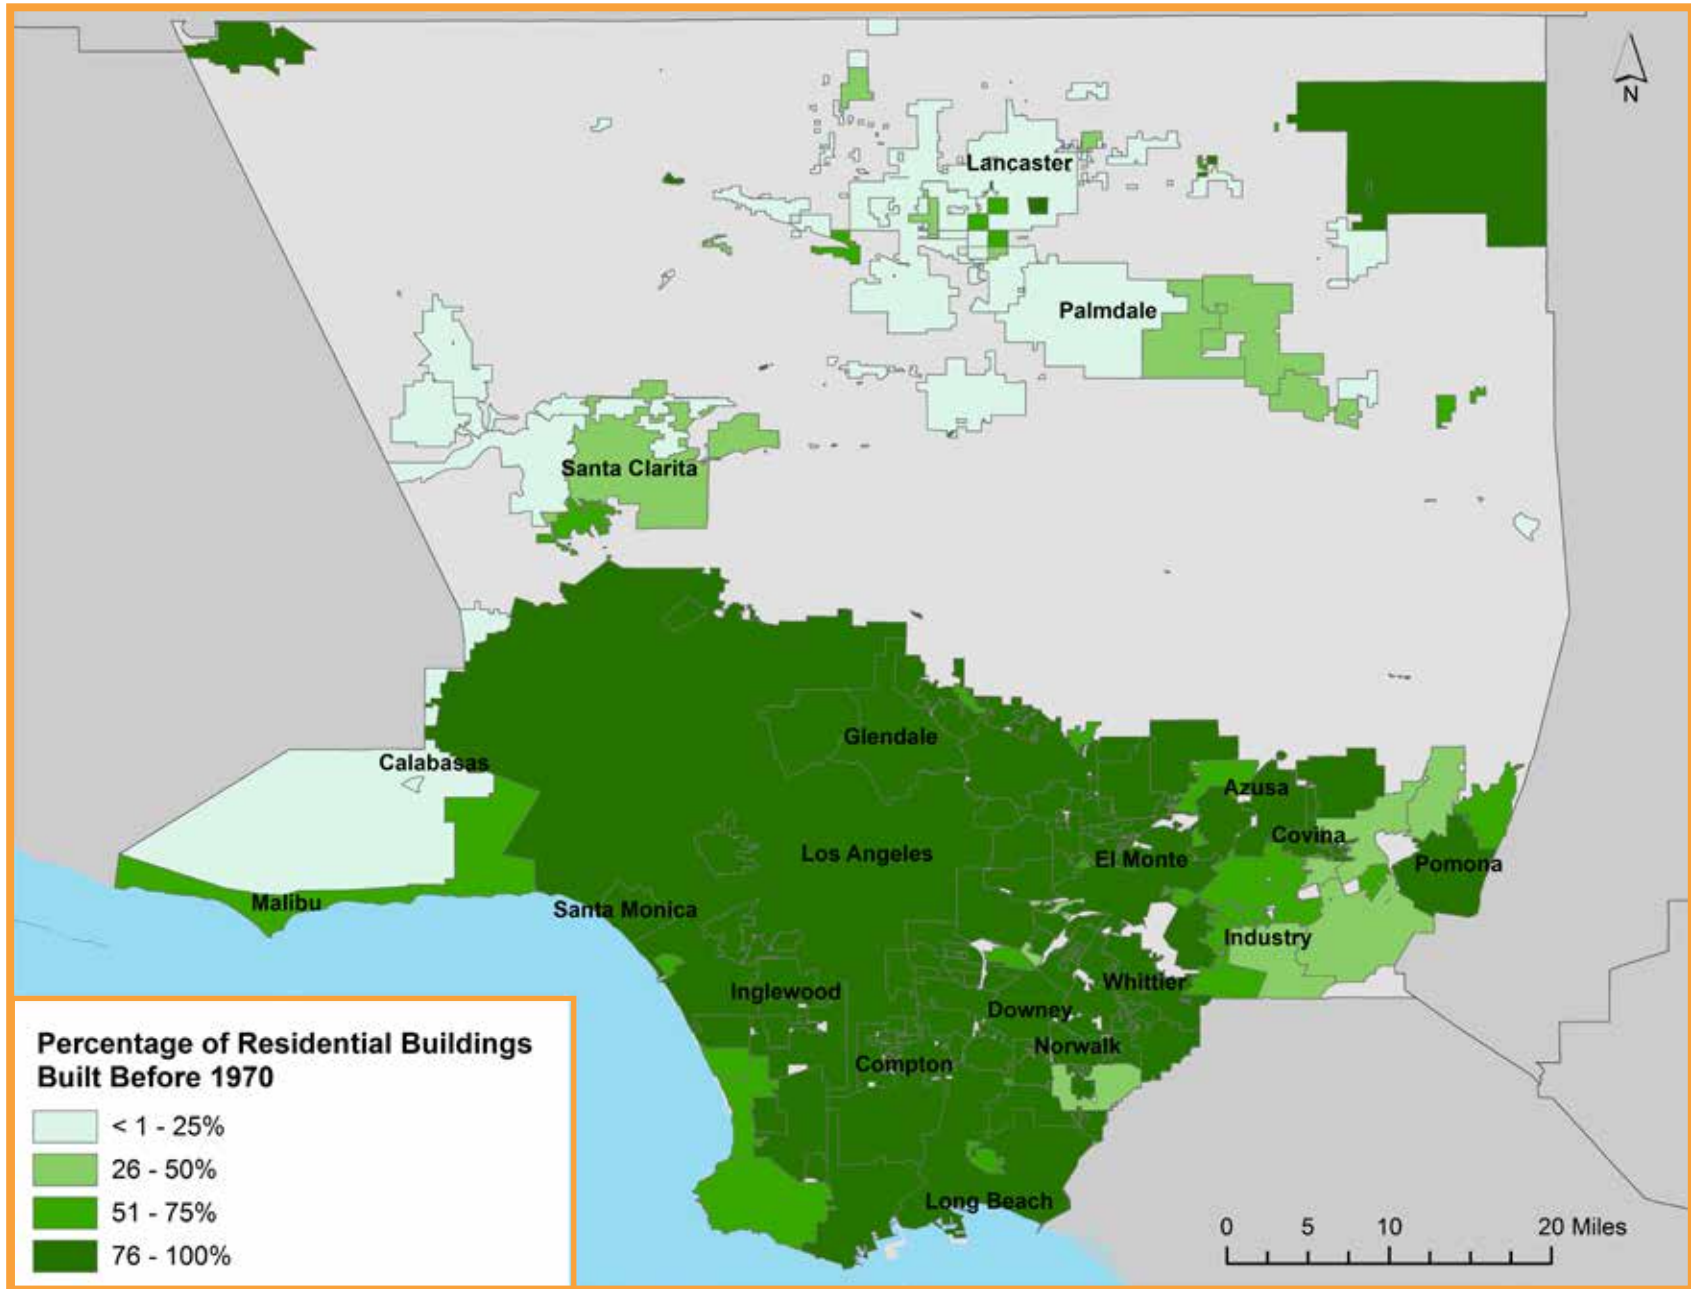 N
Lancaster
Palmdale
Santa Clarita
Glendale
Calabasas
Azusa
Covina
Los Angeles
El Monte
Pomona
Malibu
Santa Monica
Industry
Inglewood
Whittier
Downey
Norwalk
Compton
Long Beach
Percentage of Residential Buildings
Built Before 1970
< 1 - 25%
26 - 50%
51 - 75%
76 - 100%
0 5 10 20 Miles